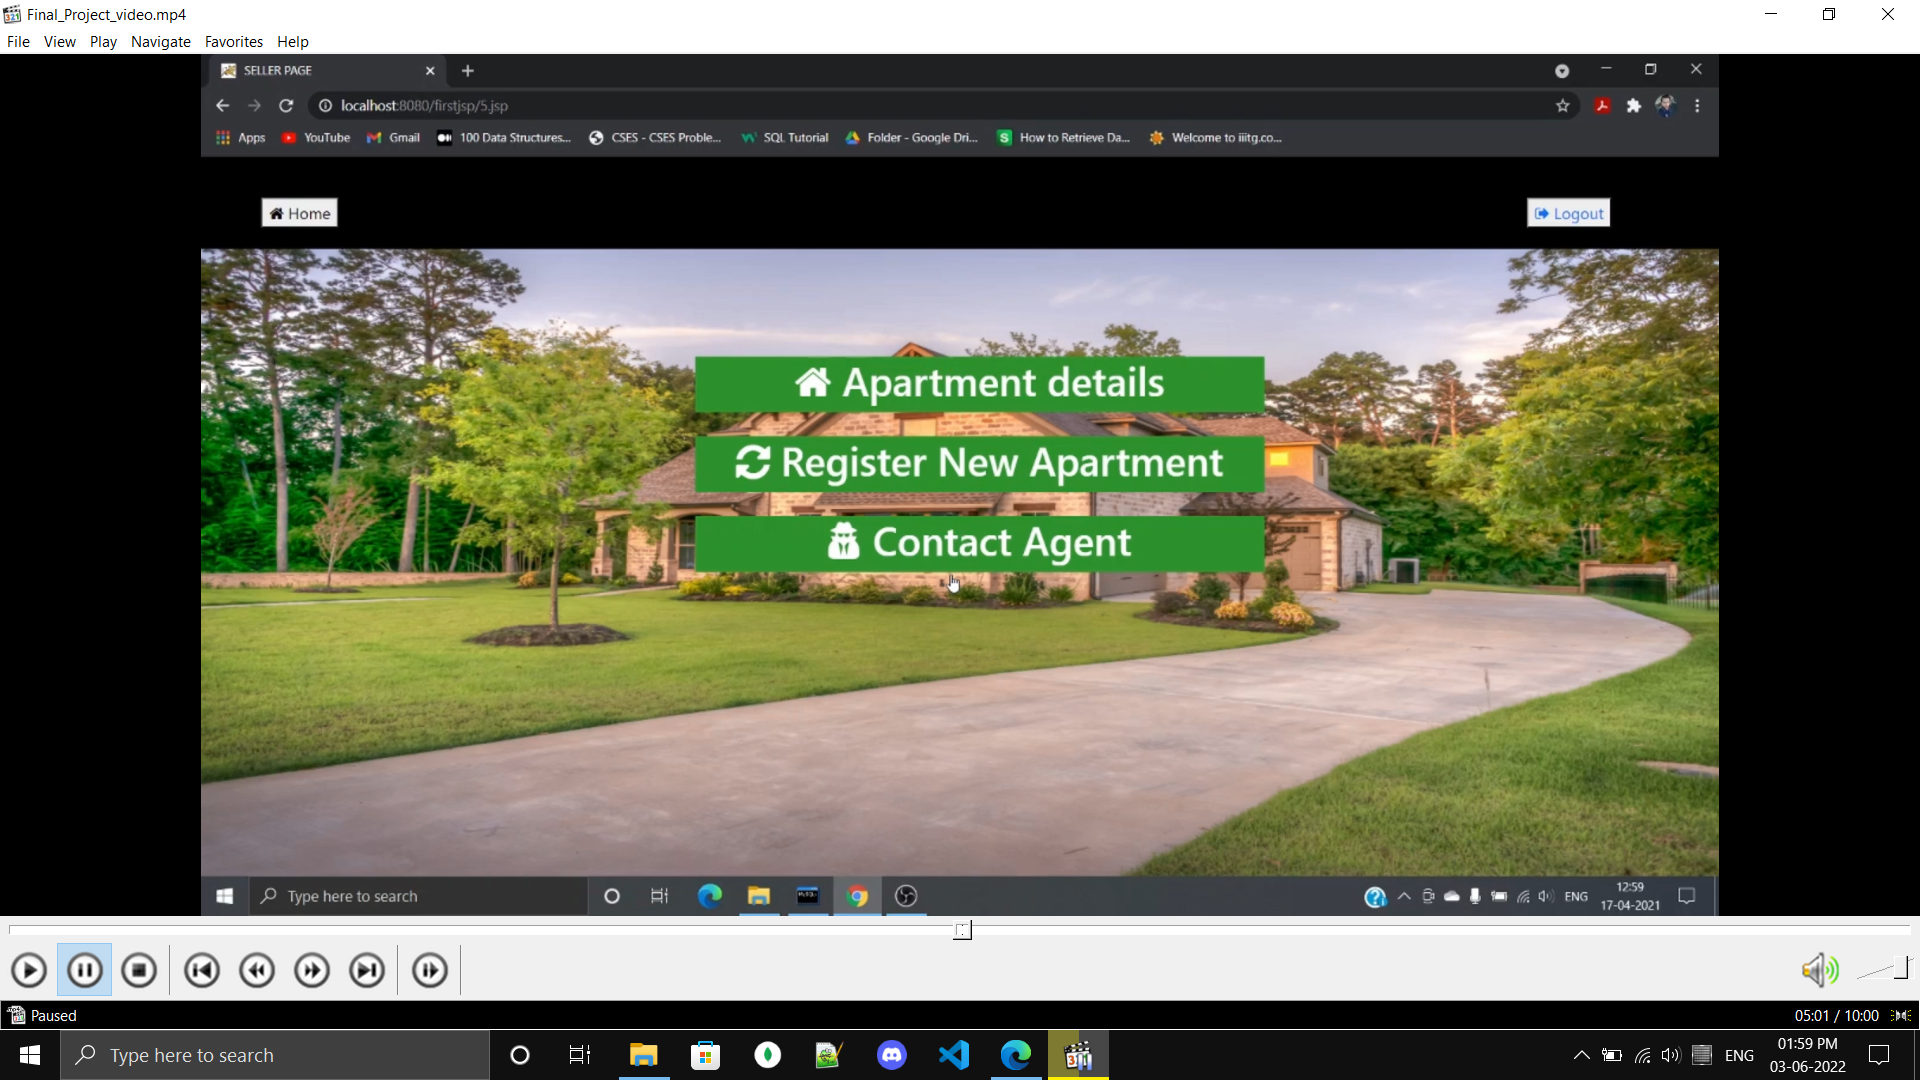 Final_Project_video.mp4
File View Play Navigate Favorites Help
SELLER PAGE
localhost:8080/firstjsp/5.jsp
Apps YouTube Gmail 100 Data Structures... CSES - CSES Proble... SQL Tutorial Folder - Google Dri... How to Retrieve Da... Welcome to iiitg.co...
Home Logout
Apartment details
Register New Apartment
Contact Agent
Type here to search ENG 12:59
17-04-2021
Paused 05:01 / 10:00
Type here to search ENG 01:59 PM
03-06-2022